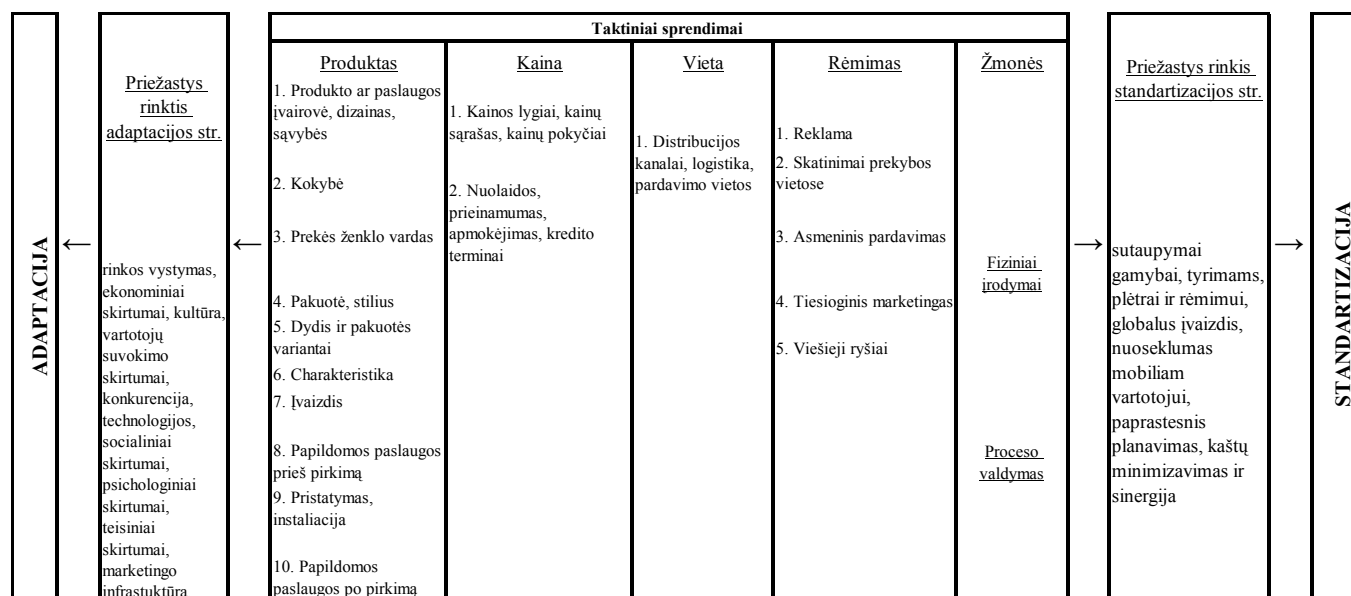 ADAPTACIJA
←
Priežastys
rinktis
adaptacijos str.
rinkos vystymas,
ekonominiai
skirtumai, kultūra,
vartotojų
suvokimo
skirtumai,
konkurencija,
technologijos,
socialiniai
skirtumai,
psichologiniai
skirtumai,
teisiniai
skirtumai,
marketingo
infrastuktūra
←
Taktiniai sprendimai
Produktas
1. Produkto ar paslaugos
įvairovė, dizainas,
sąvybės
2. Kokybė
3. Prekės ženklo vardas
4. Pakuotė, stilius
5. Dydis ir pakuotės
variantai
6. Charakteristika
7. Įvaizdis
8. Papildomos paslaugos
prieš pirkimą
9. Pristatymas,
instaliacija
10. Papildomos
paslaugos po pirkimą
Kaina
1. Kainos lygiai, kainų
sąrašas, kainų pokyčiai
2. Nuolaidos,
prieinamumas,
apmokėjimas, kredito
terminai
Vieta
1. Distribucijos
kanalai, logistika,
pardavimo vietos
Rėmimas
1. Reklama
2. Skatinimai prekybos
vietose
3. Asmeninis pardavimas
4. Tiesioginis marketingas
5. Viešieji ryšiai
Žmonės
Fiziniai
įrodymai
Proceso
valdymas
→
Priežastys rinkis
standartizacijos str.
sutaupymai
gamybai, tyrimams,
plėtrai ir rėmimui,
globalus įvaizdis,
nuoseklumas
mobiliam
vartotojui,
paprastesnis
planavimas, kaštų
minimizavimas ir
sinergija
→
STANDARTIZACIJA